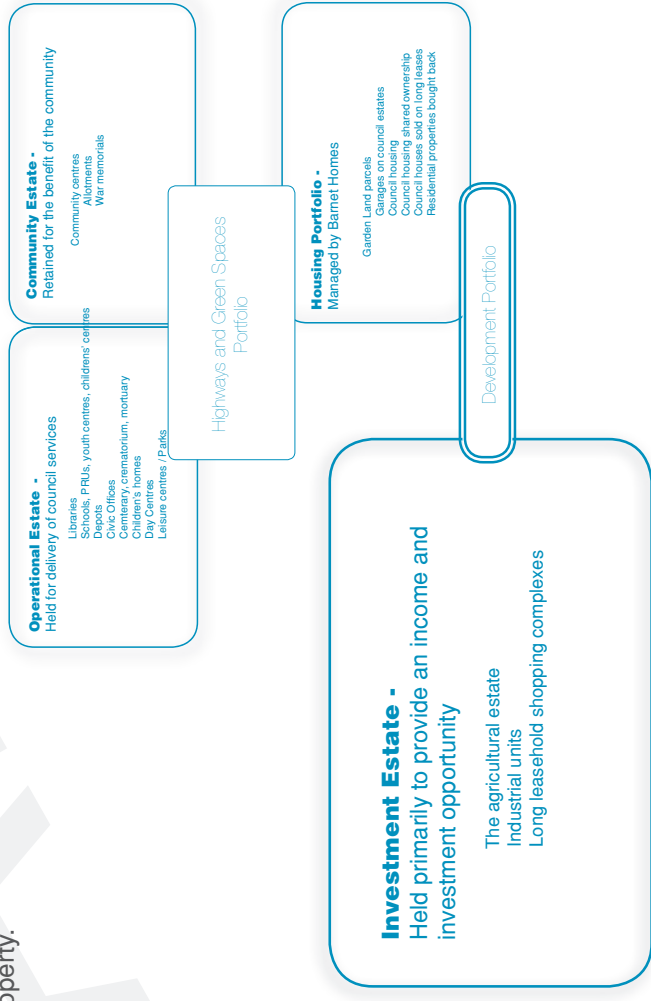 operty.
Operational Estate -
Held for delivery of council services
Libraries
Schools, PRUs, youth centres, childrens' centres
Depots
Civic Offices
Cemterary, crematorium, mortuary
Children's homes
Day Centres
Leisure centres / Parks
Community Estate -
Retained for the benefit of the community
Community centres
Allotments
War memorials
Highways and Green Spaces
Portfolio
Investment Estate -
Held primarily to provide an income and
investment opportunity
The agricultural estate
Industrial units
Long leasehold shopping complexes
Housing Portfolio -
Managed by Barnet Homes
Garden Land parcels
Garages on council estates
Council housing
Council housing shared ownership
Council houses sold on long leases
Residential properties bought back
Development Portfolio